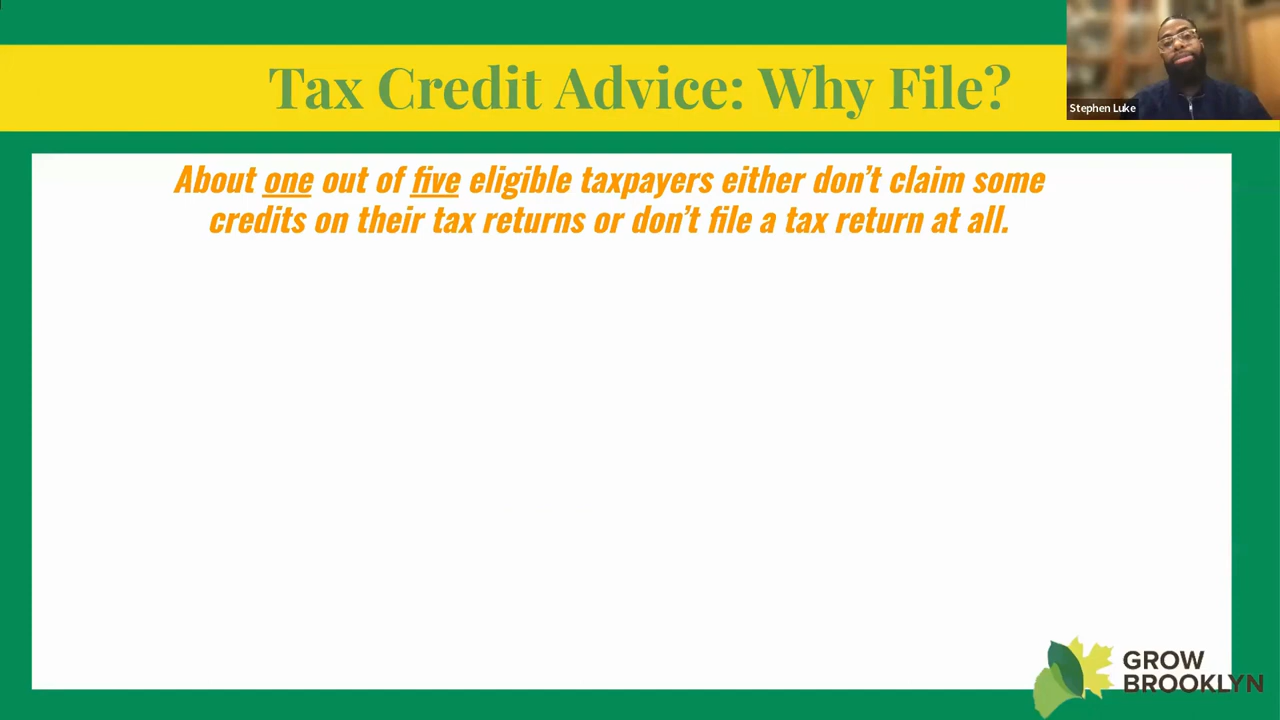 Tax Credit Advice: Why File?
Stephen Luke
About one out of five eligible taxpayers either don’t claim some
credits on their tax returns or don’t file a tax return at all.
GROW
BROOKLYN